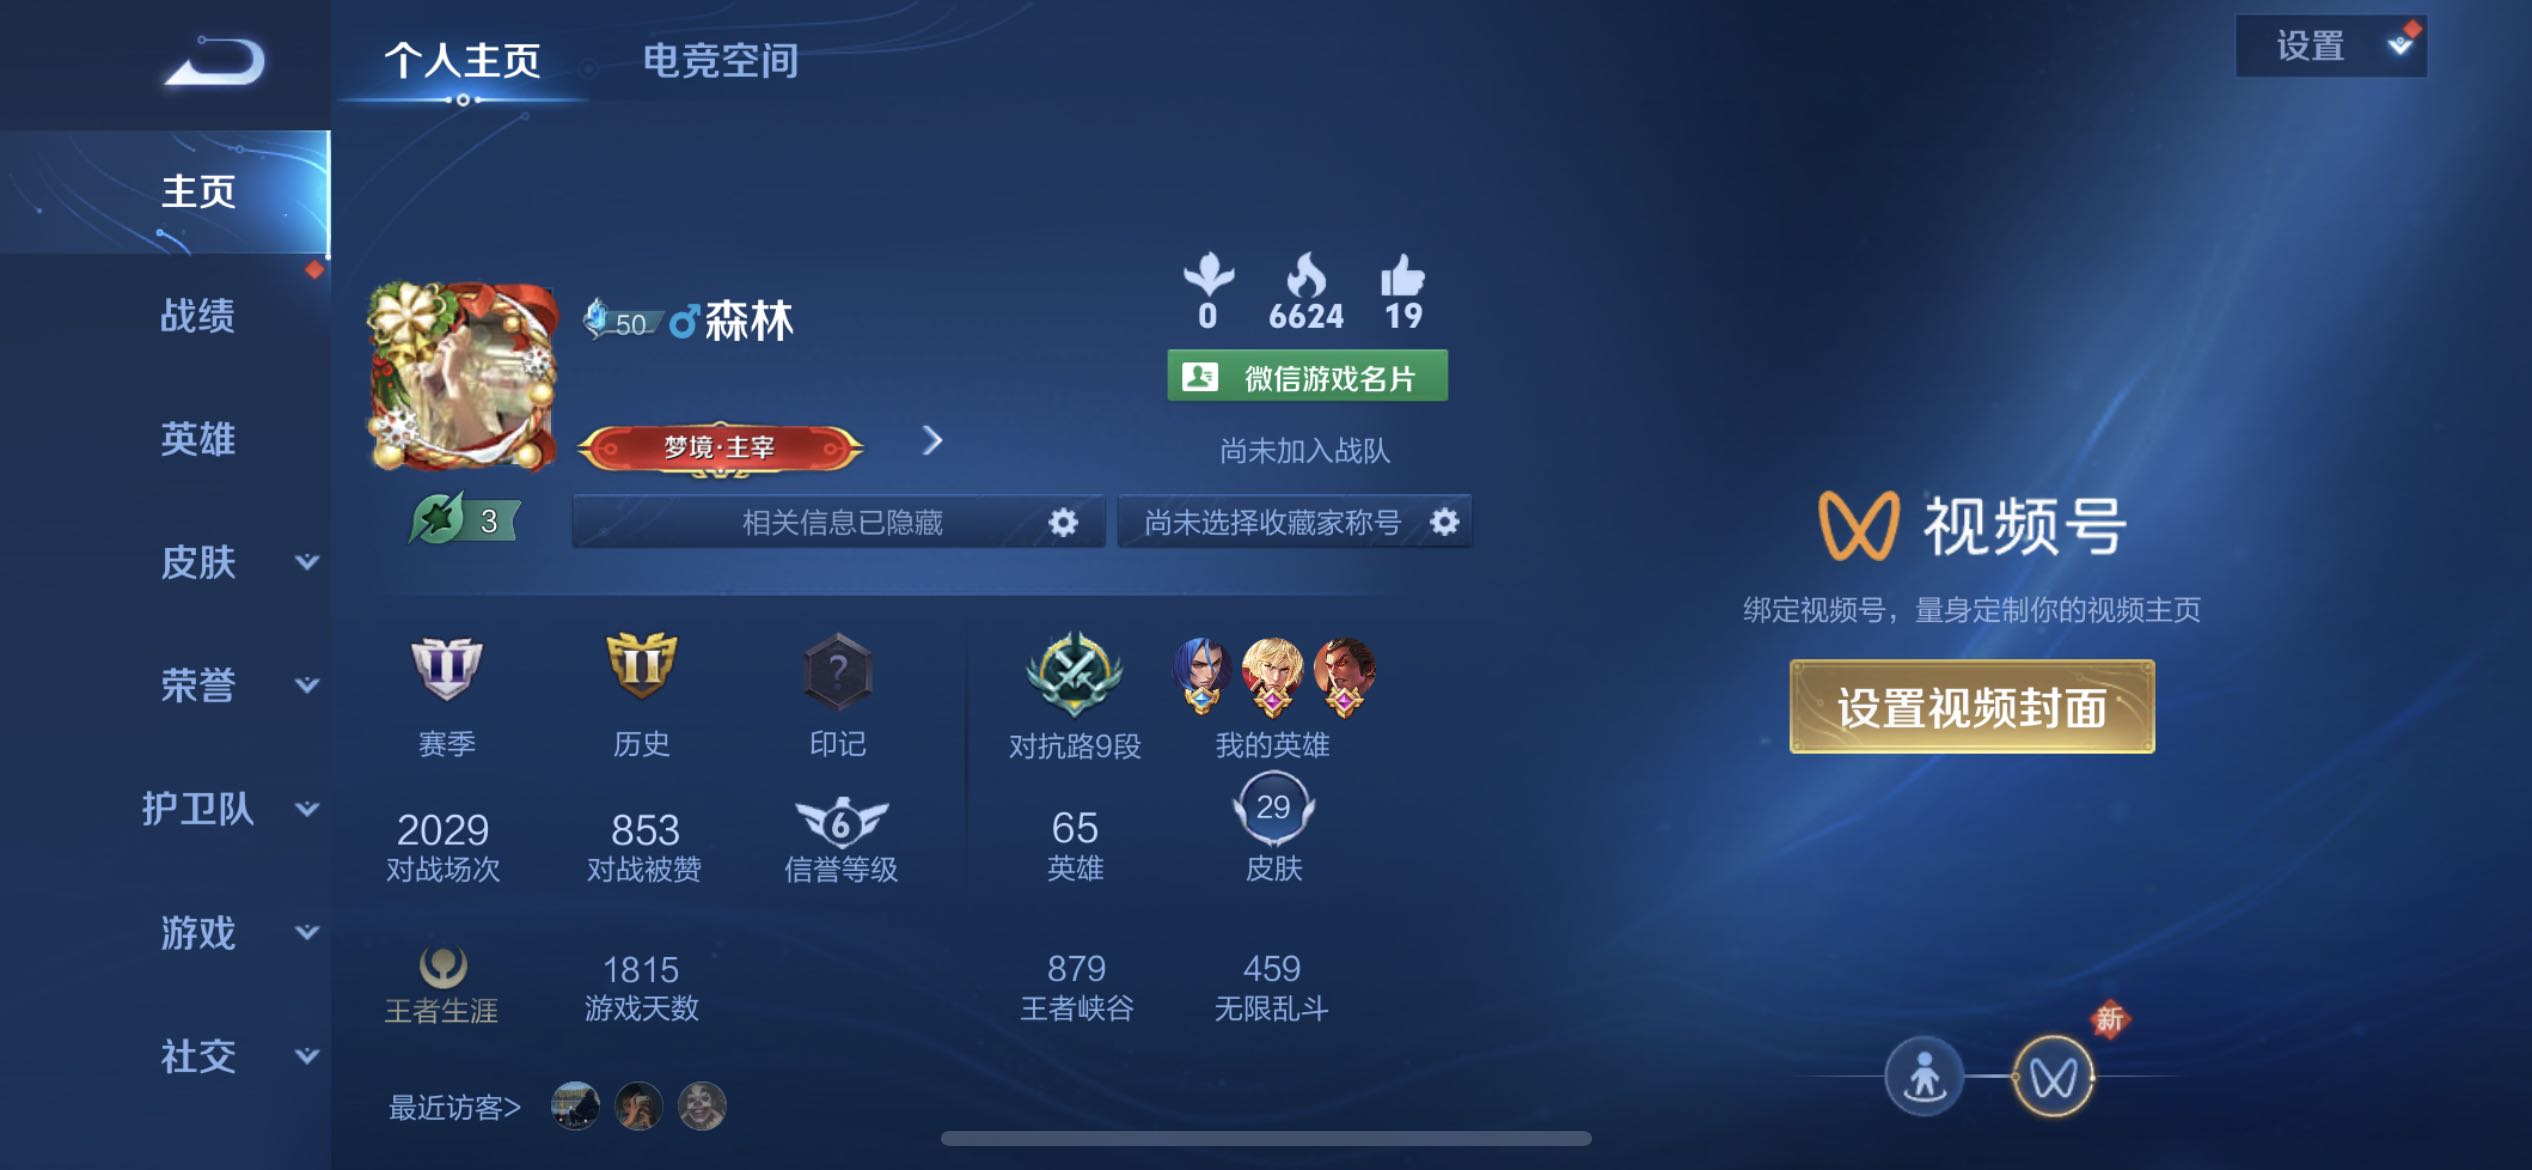 个人主页
电竞空间
设置
主页
战绩
英雄
皮肤
荣誉
护卫队
游戏
社交
50
森林
0
6624
19
微信游戏名片
梦境·主宰
尚未加入战队
3
相关信息已隐藏
尚未选择收藏家称号
II
赛季
II
历史
?
印记
对抗路9段
我的英雄
2029
对战场次
853
对战被赞
6
信誉等级
65
英雄
29
皮肤
王者生涯
1815
游戏天数
879
王者峡谷
459
无限乱斗
最近访客>
视频号
绑定视频号，量身定制你的视频主页
设置视频封面
新